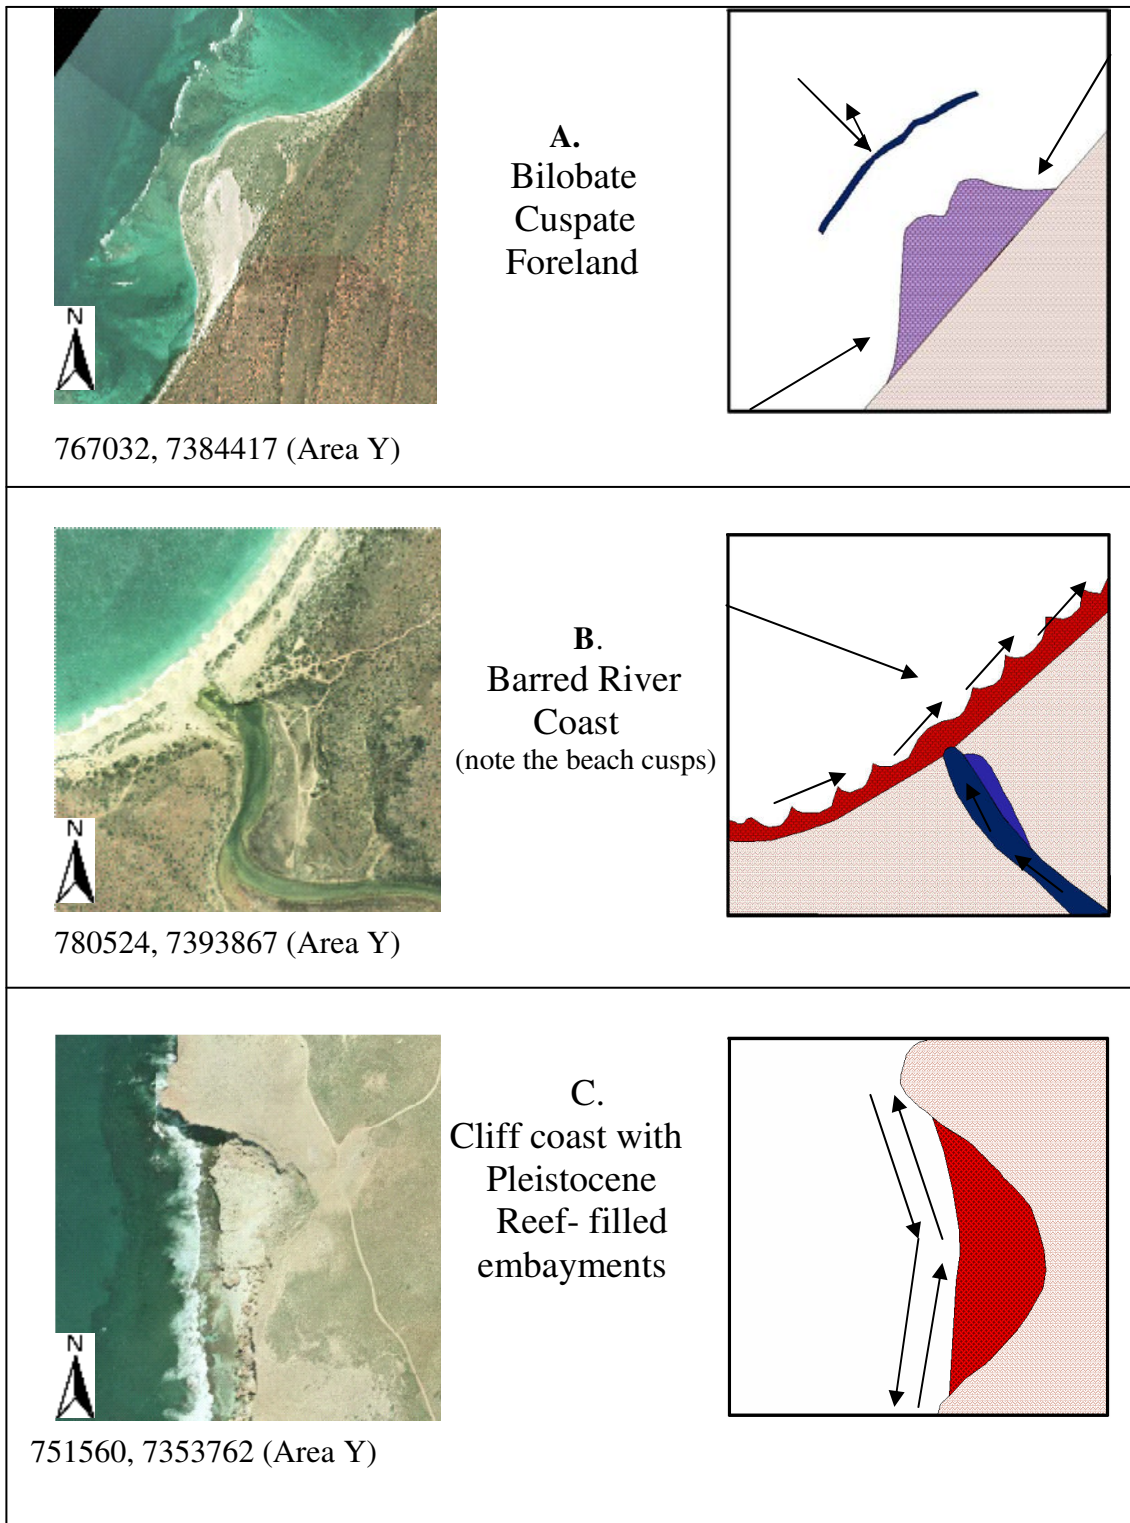 N
A.
Bilobate
Cuspate
Foreland
767032, 7384417 (Area Y)
N
B.
Barred River
Coast
(note the beach cusps)
780524, 7393867 (Area Y)
N
C.
Cliff coast with
Pleistocene
Reef- filled
embayments
751560, 7353762 (Area Y)